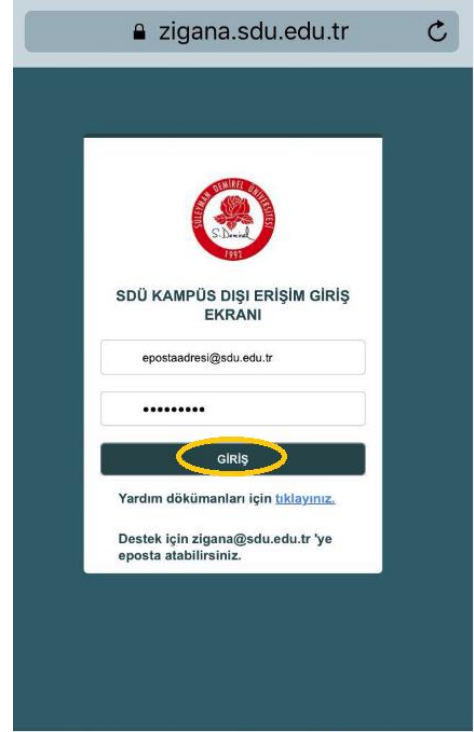 zigana.sdu.edu.tr
SÜLEYMAN DEMİREL ÜNİVERSİTESİ
S. Demirel
1992
SDÜ KAMPÜS DIŞI ERİŞİM GİRİŞ
EKRANI
epostaadresi@sdu.edu.tr
•••••••••
GİRİŞ
Yardım dökümanları için tıklayınız.
Destek için zigana@sdu.edu.tr 'ye
eposta atabilirsiniz.